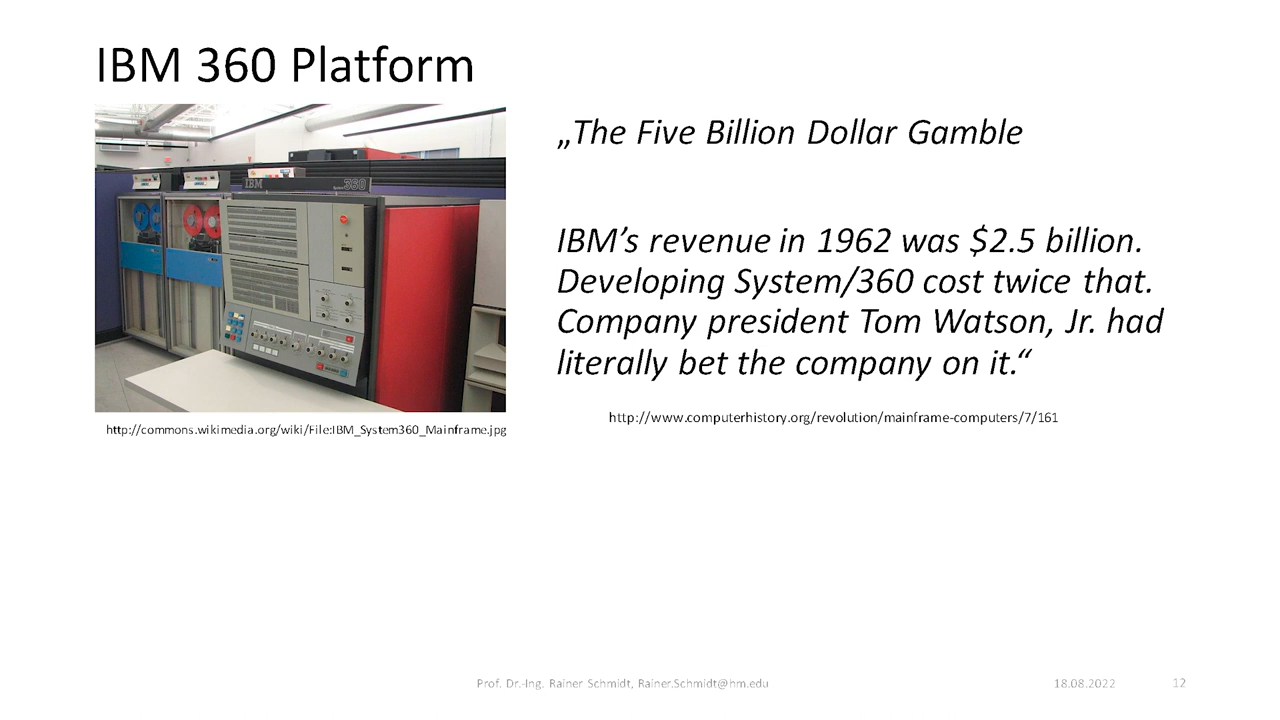 IBM 360 Platform
„The Five Billion Dollar Gamble
IBM’s revenue in 1962 was $2.5 billion.
Developing System/360 cost twice that.
Company president Tom Watson, Jr. had
literally bet the company on it.“
http://www.computerhistory.org/revolution/mainframe-computers/7/161
IBM
System 360
http://commons.wikimedia.org/wiki/File:IBM_System360_Mainframe.jpg
Prof. Dr.-Ing. Rainer Schmidt, Rainer.Schmidt@hm.edu
18.08.2022
12